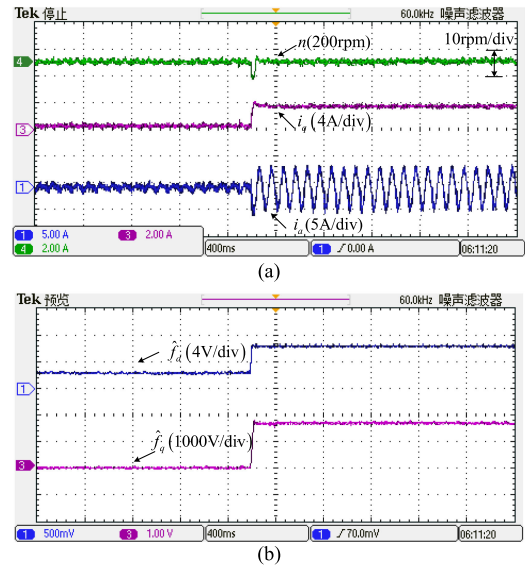 Tek 停止 60.0kHz 噪声滤波器
n(200rpm) 10rpm/div
4
i_q (4A/div)
3
1
i_a (5A/div)
1 5.00 A 3 2.00 A
4 2.00 A 400ms 1 0.00 A 06:11:20
(a)
Tek 预览 60.0kHz 噪声滤波器
f̂_d (4V/div)
1
f̂_q (1000V/div)
3
1 500mV 3 1.00 V 400ms 1 70.0mV 06:11:20
(b)